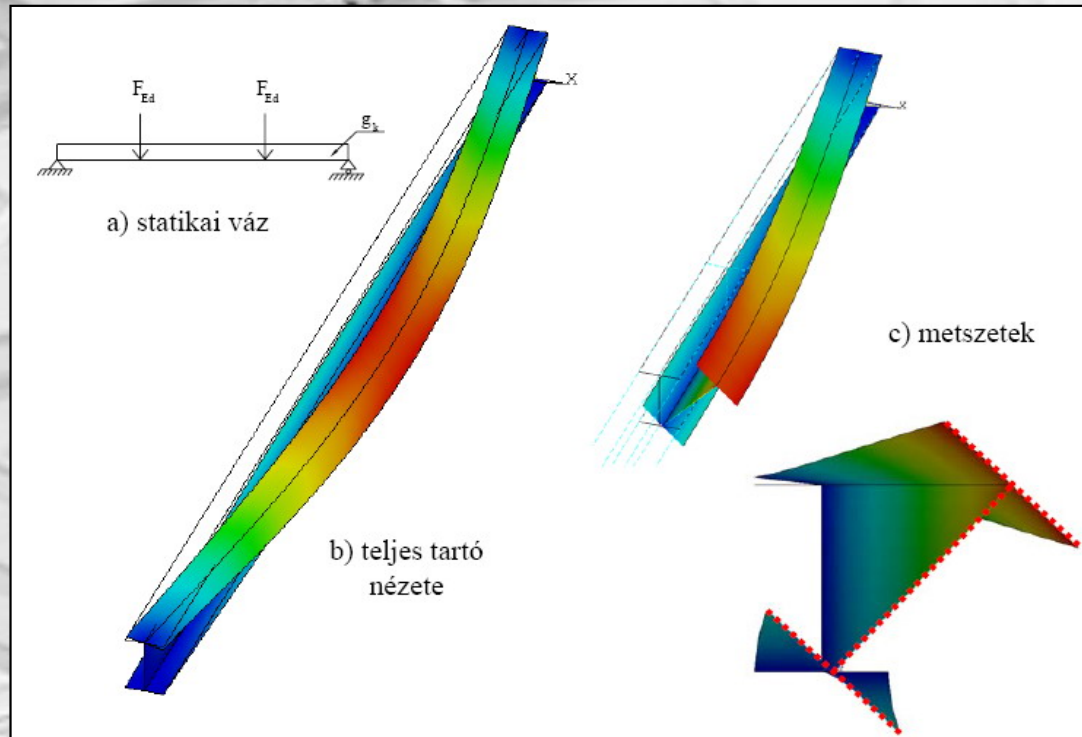 F_Ed
F_Ed
g_k
a) statikai váz
X
x
c) metszetek
b) teljes tartó
nézete